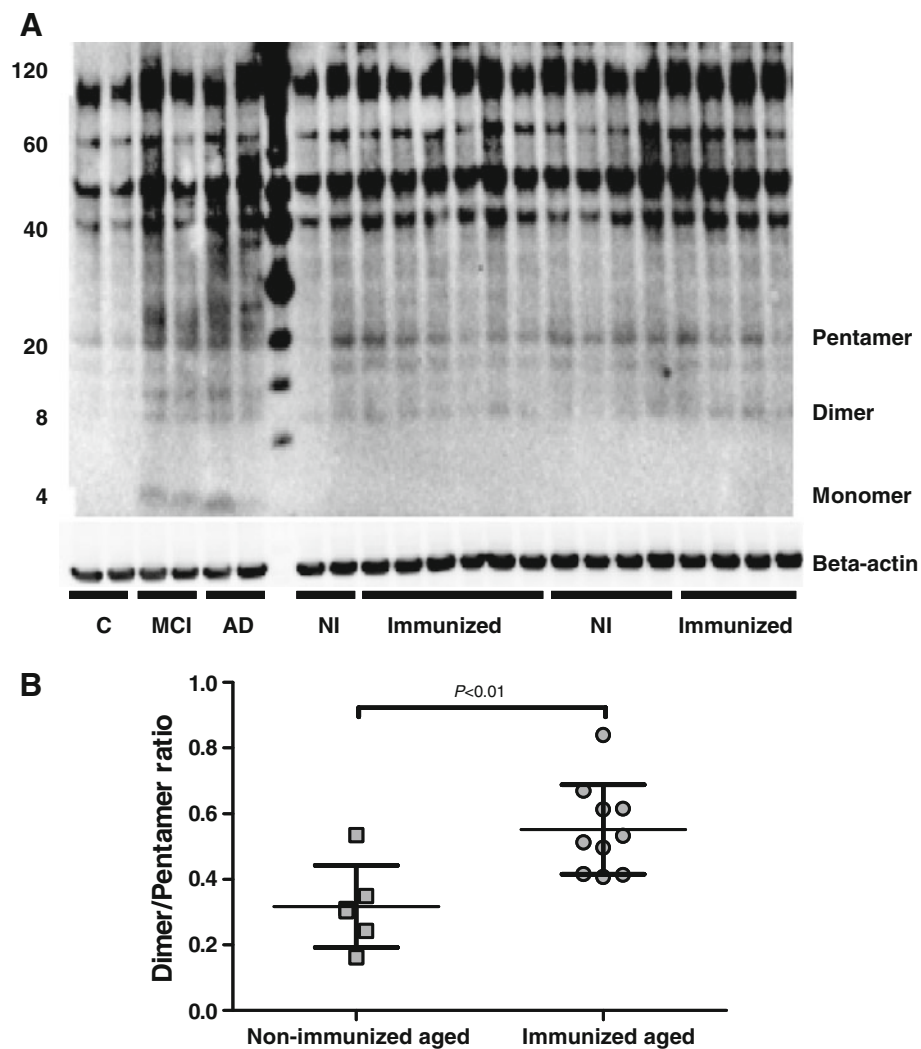 A
120
60
40
20
8
4
Pentamer
Dimer
Monomer
Beta-actin
C MCI AD NI Immunized NI Immunized
B
P<0.01
Dimer/Pentamer ratio
1.0
0.8
0.6
0.4
0.2
0.0
Non-immunized aged Immunized aged